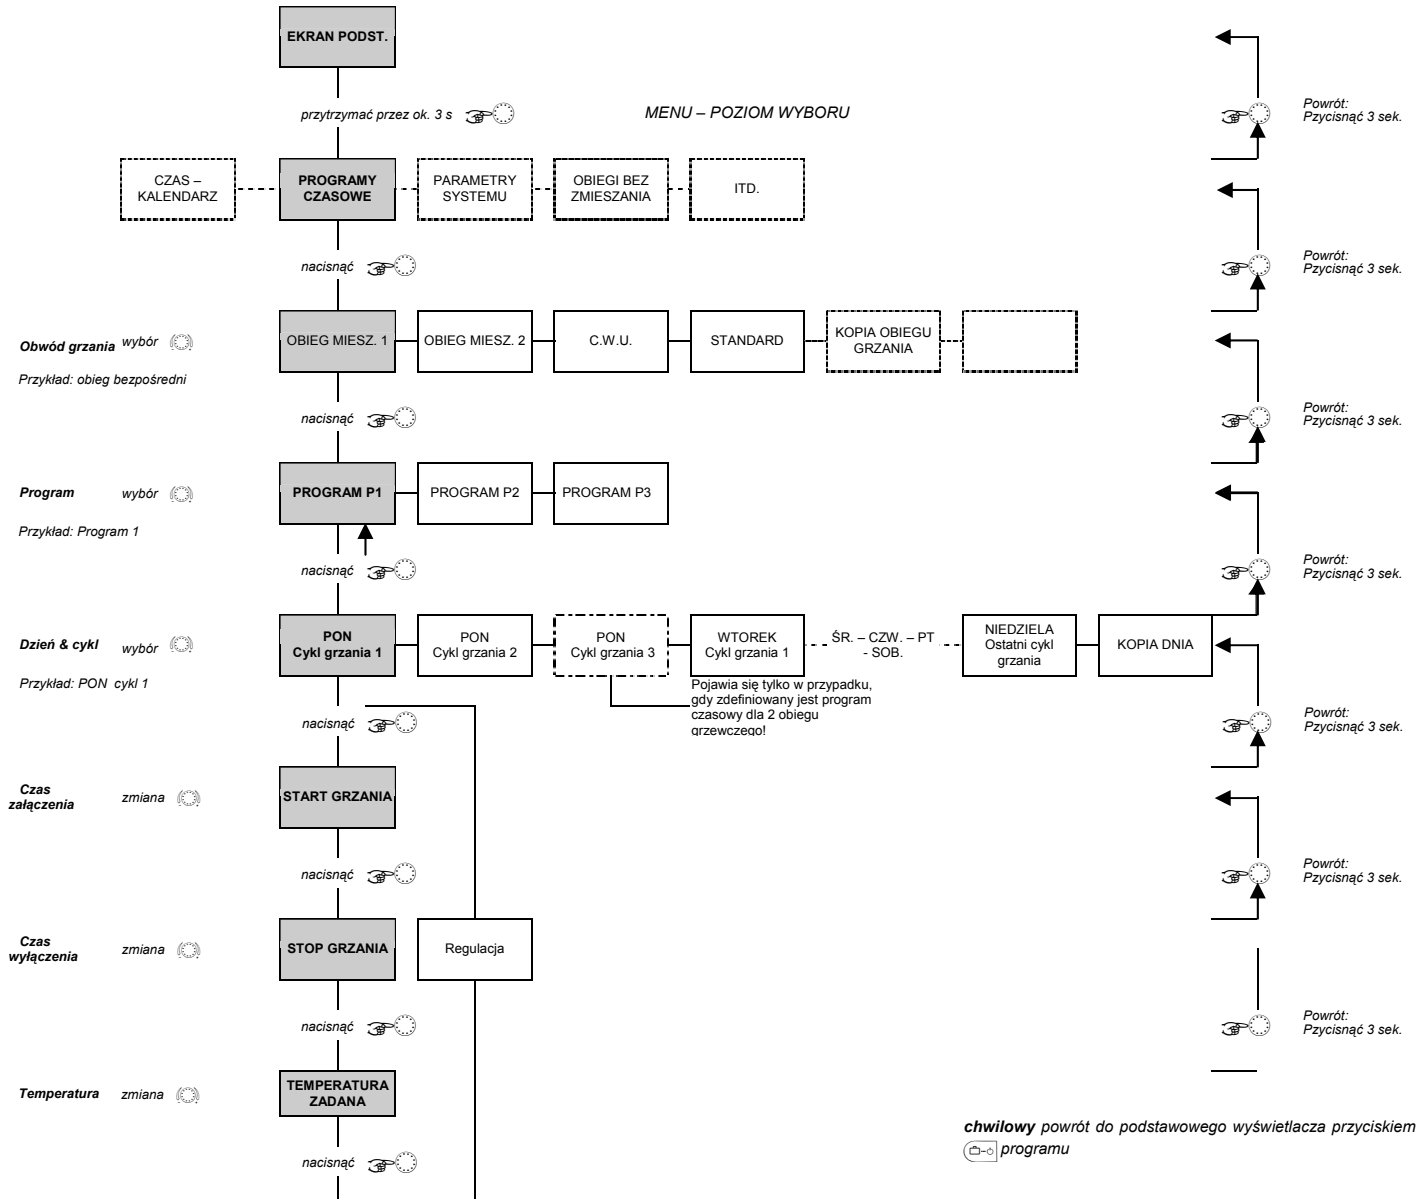 EKRAN PODST.
przytrzymać przez ok. 3 s
MENU – POZIOM WYBORU
Powrót:
Pzycisnąć 3 sek.
CZAS –
KALENDARZ
PROGRAMY
CZASOWE
PARAMETRY
SYSTEMU
OBIEGI BEZ
ZMIESZANIA
ITD.
nacisnąć
Powrót:
Pzycisnąć 3 sek.
Obwód grzania wybór
Przykład: obieg bezpośredni
OBIEG MIESZ. 1
OBIEG MIESZ. 2
C.W.U.
STANDARD
KOPIA OBIEGU
GRZANIA
nacisnąć
Powrót:
Pzycisnąć 3 sek.
Program wybór
Przykład: Program 1
PROGRAM P1
PROGRAM P2
PROGRAM P3
nacisnąć
Powrót:
Pzycisnąć 3 sek.
Dzień & cykl wybór
Przykład: PON cykl 1
PON
Cykl grzania 1
PON
Cykl grzania 2
PON
Cykl grzania 3
WTOREK
Cykl grzania 1
ŚR. – CZW. – PT
- SOB.
NIEDZIELA
Ostatni cykl
grzania
KOPIA DNIA
Pojawia się tylko w przypadku,
gdy zdefiniowany jest program
czasowy dla 2 obiegu
grzewczego!
nacisnąć
Powrót:
Pzycisnąć 3 sek.
Czas
załączenia
zmiana
START GRZANIA
nacisnąć
Powrót:
Pzycisnąć 3 sek.
Czas
wyłączenia
zmiana
STOP GRZANIA
Regulacja
nacisnąć
Powrót:
Pzycisnąć 3 sek.
Temperatura zmiana
TEMPERATURA
ZADANA
nacisnąć
chwilowy powrót do podstawowego wyświetlacza przyciskiem
programu